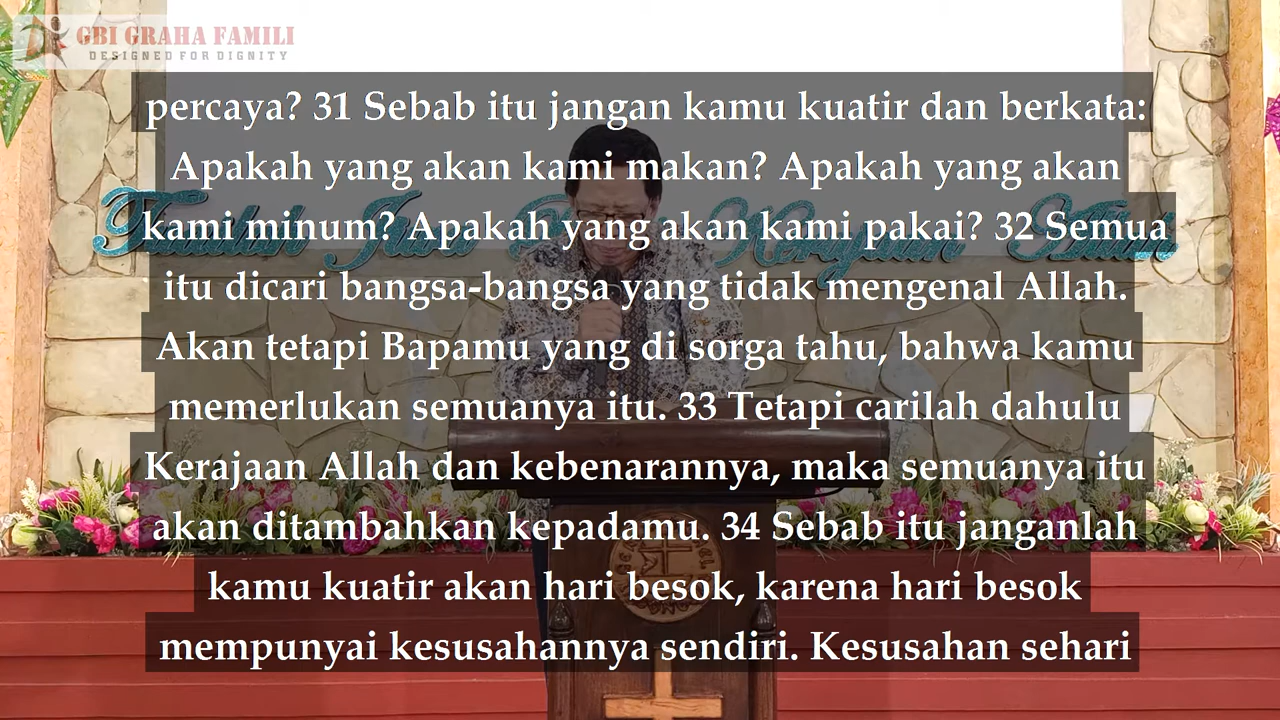 GBI GRAHA FAMILI
DESIGNED FOR DIGNITY
percaya? 31 Sebab itu jangan kamu kuatir dan berkata:
Apakah yang akan kami makan? Apakah yang akan
kami minum? Apakah yang akan kami pakai? 32 Semua
itu dicari bangsa-bangsa yang tidak mengenal Allah.
Akan tetapi Bapamu yang di sorga tahu, bahwa kamu
memerlukan semuanya itu. 33 Tetapi carilah dahulu
Kerajaan Allah dan kebenarannya, maka semuanya itu
akan ditambahkan kepadamu. 34 Sebab itu janganlah
kamu kuatir akan hari besok, karena hari besok
mempunyai kesusahannya sendiri. Kesusahan sehari